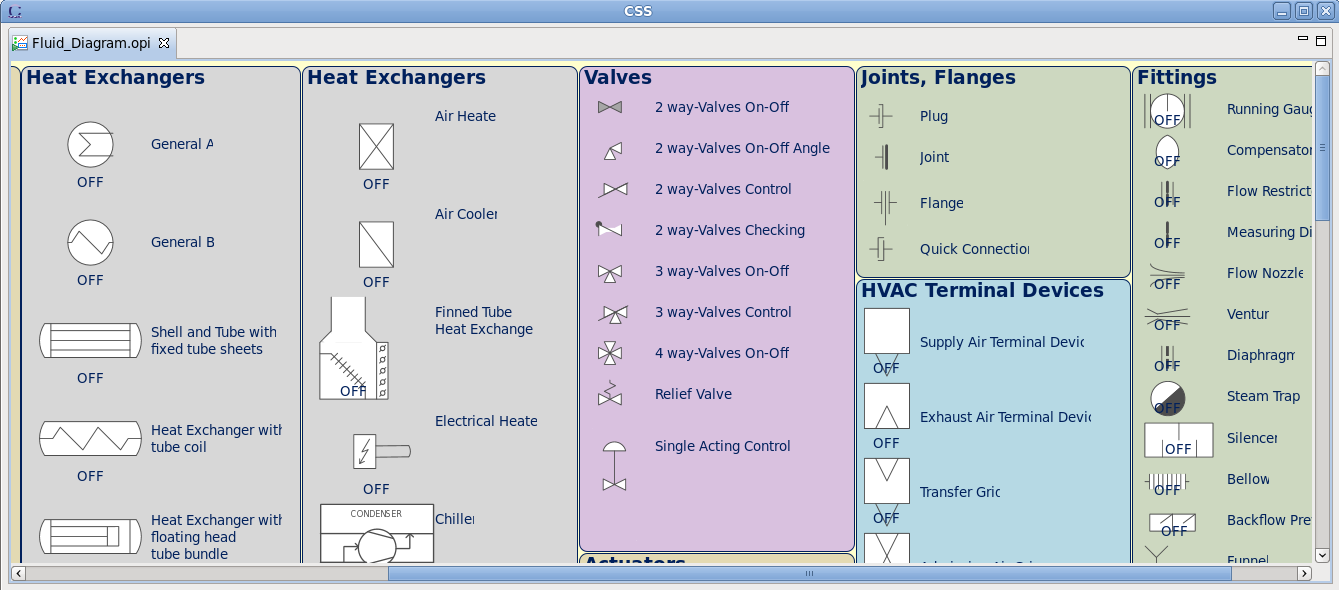 CSS
Fluid_Diagram.opi
Heat Exchangers
General A
OFF
General B
OFF
Shell and Tube with
fixed tube sheets
OFF
Heat Exchanger with
tube coil
OFF
Heat Exchanger with
floating head
tube bundle
Heat Exchangers
Air Heate
OFF
Air Cooler
OFF
Finned Tube
Heat Exchange
OFF
Electrical Heate
OFF
CONDENSER
Chiller
Valves
2 way-Valves On-Off
2 way-Valves On-Off Angle
2 way-Valves Control
2 way-Valves Checking
3 way-Valves On-Off
3 way-Valves Control
4 way-Valves On-Off
Relief Valve
Single Acting Control
Actuators
Joints, Flanges
Plug
Joint
Flange
Quick Connection
HVAC Terminal Devices
Supply Air Terminal Devic
OFF
Exhaust Air Terminal Devic
OFF
Transfer Gric
OFF
Fittings
Running Gaug
OFF
Compensator
OFF
Flow Restrict
OFF
Measuring Di
OFF
Flow Nozzle
OFF
Ventur
OFF
Diaphragm
OFF
Steam Trap
OFF
Silencer
OFF
Bellow
OFF
Backflow Pre
OFF
Funnel